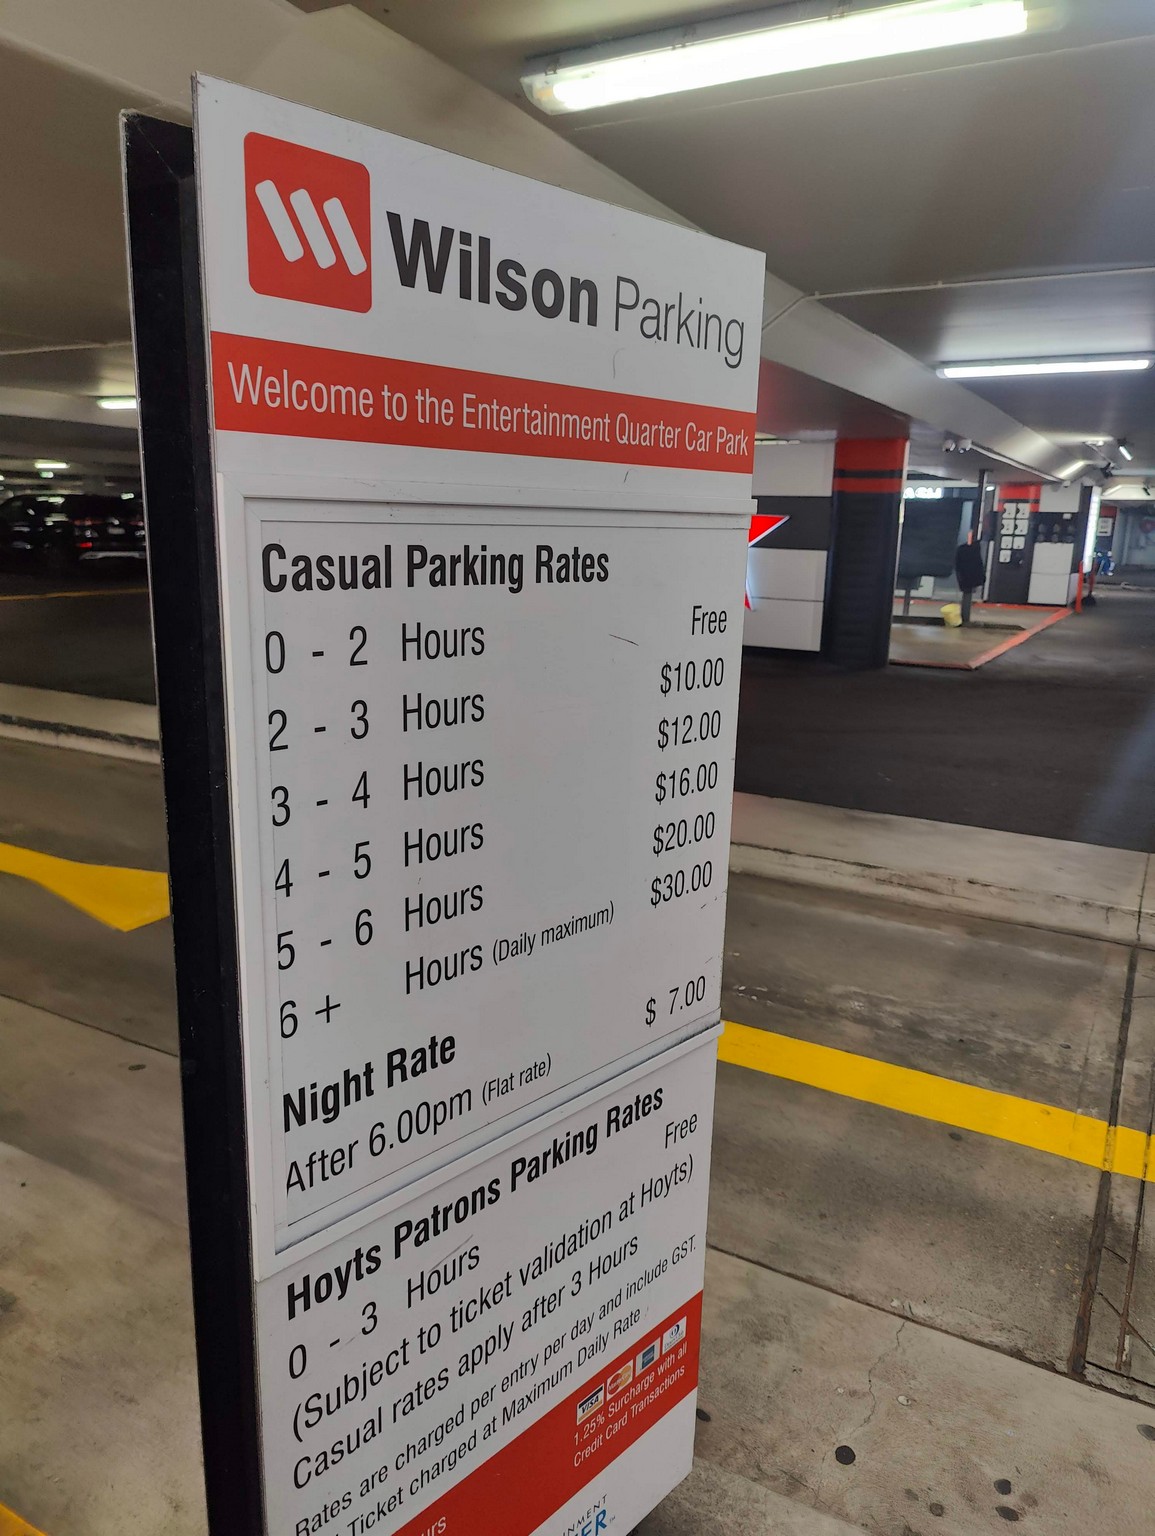 Wilson Parking
Welcome to the Entertainment Quarter Car Park
Casual Parking Rates
0 - 2 Hours Free
2 - 3 Hours $10.00
3 - 4 Hours $12.00
4 - 5 Hours $16.00
5 - 6 Hours $20.00
6 + Hours (Daily maximum) $30.00
Night Rate
After 6.00pm (Flat rate) $ 7.00
Hoyts Patrons Parking Rates
0 - 3 Hours Free
(Subject to ticket validation at Hoyts)
Casual rates apply after 3 Hours
Rates are charged per entry per day and include GST.
Ticket charged at Maximum Daily Rate
VISA
1.25% Surcharge with all
Credit Card Transactions